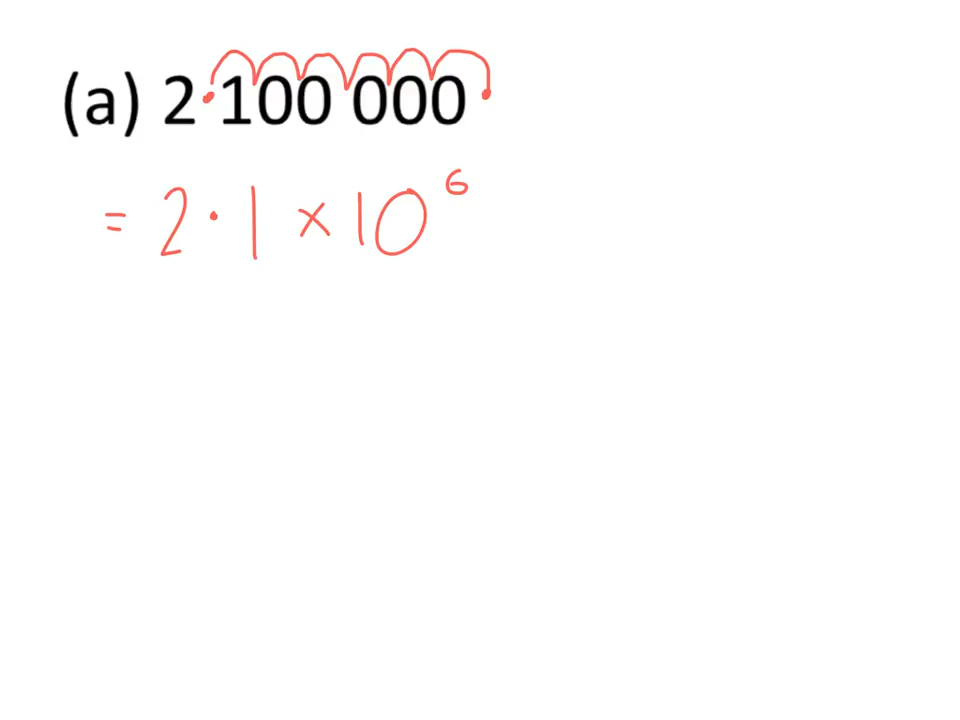 (a) 2·100 000
= 2·1 × 10⁶